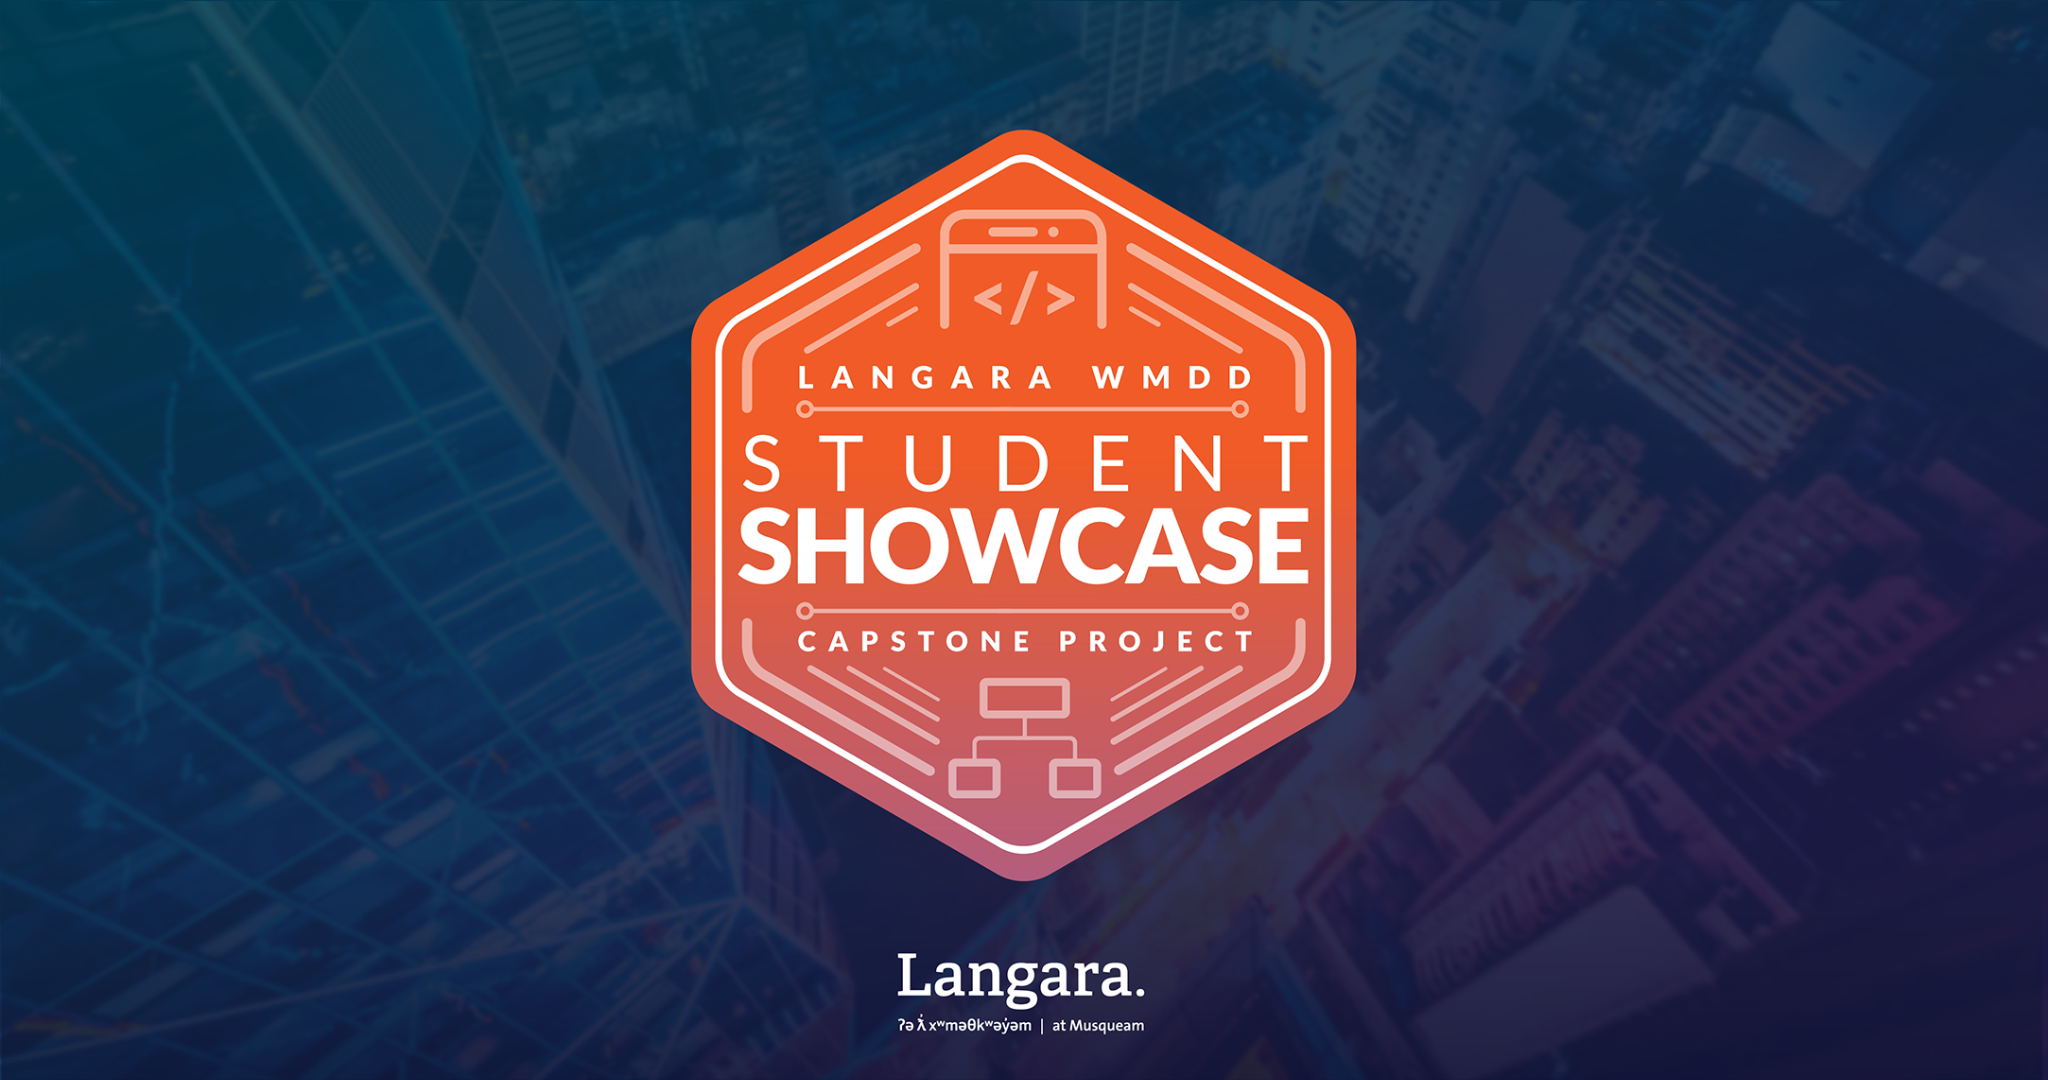 </>
LANGARA WMDD
STUDENT
SHOWCASE
CAPSTONE PROJECT
Langara.
ʔə ƛ̓ xʷməθkʷəy̓əm | at Musqueam